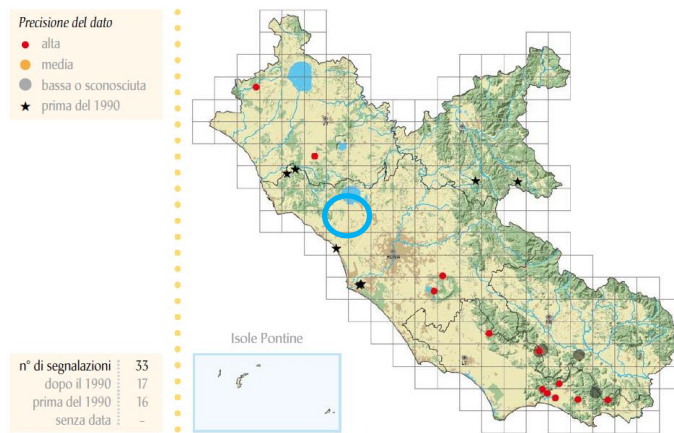 Precisione del dato
alta
media
bassa o sconosciuta
prima del 1990
ROMA
Isole Pontine
n° di segnalazioni 33
dopo il 1990 17
prima del 1990 16
senza data -